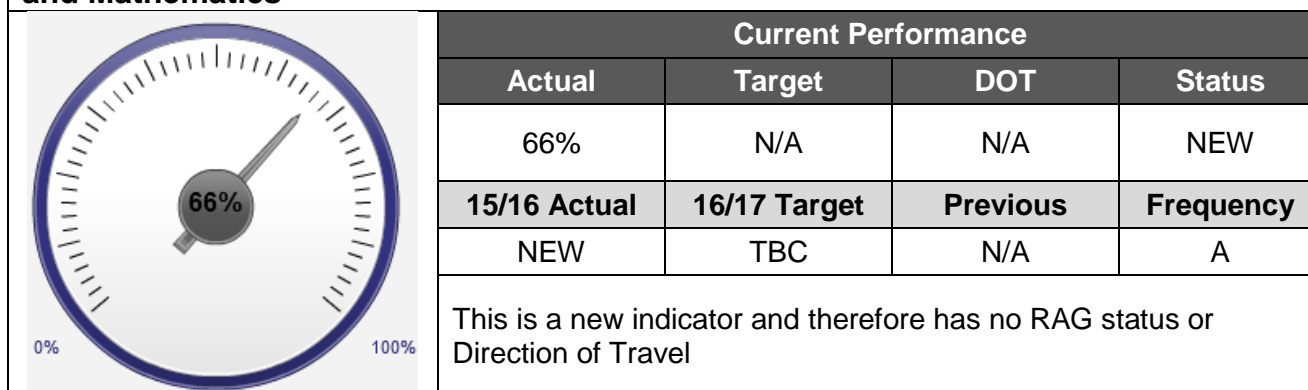 and Mathematics
66%
0%
100%
Current Performance
Actual Target DOT Status
66% N/A N/A NEW
15/16 Actual 16/17 Target Previous Frequency
NEW TBC N/A A
This is a new indicator and therefore has no RAG status or
Direction of Travel